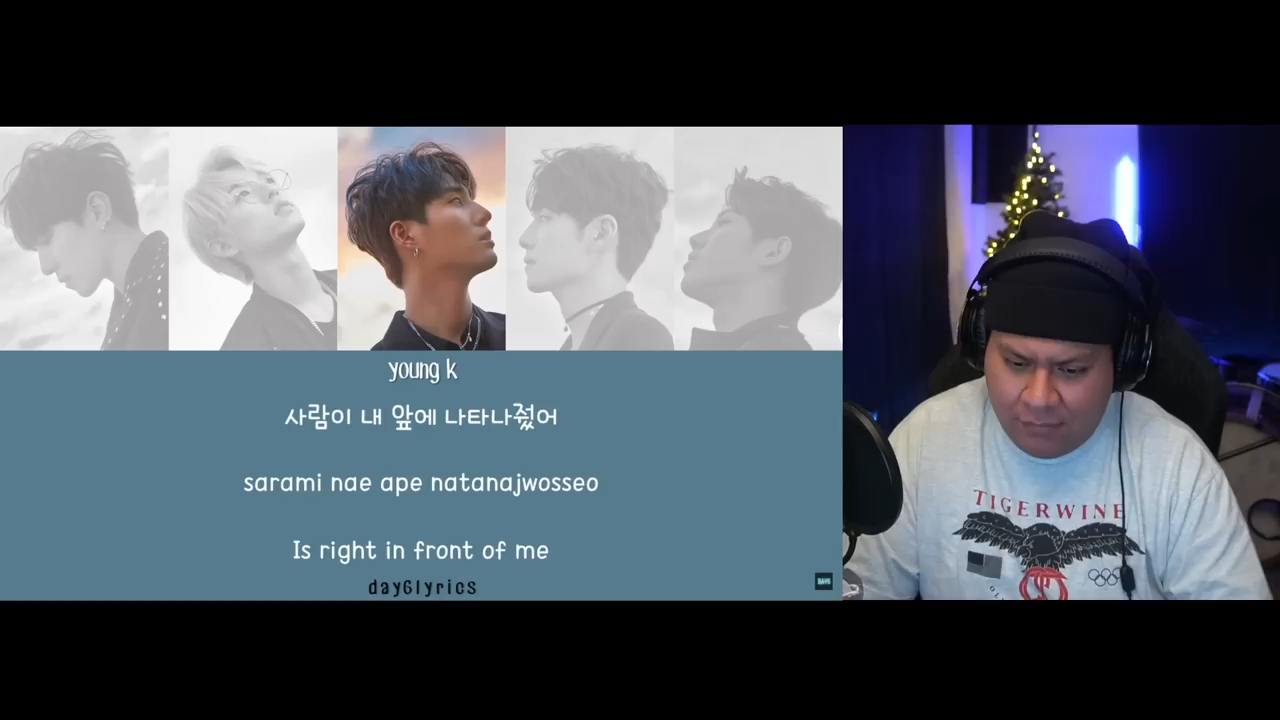 young k
사람이 내 앞에 나타나줬어
sarami nae ape natanajwosseo
Is right in front of me
day6lyrics
DAY6
TIGERWINE